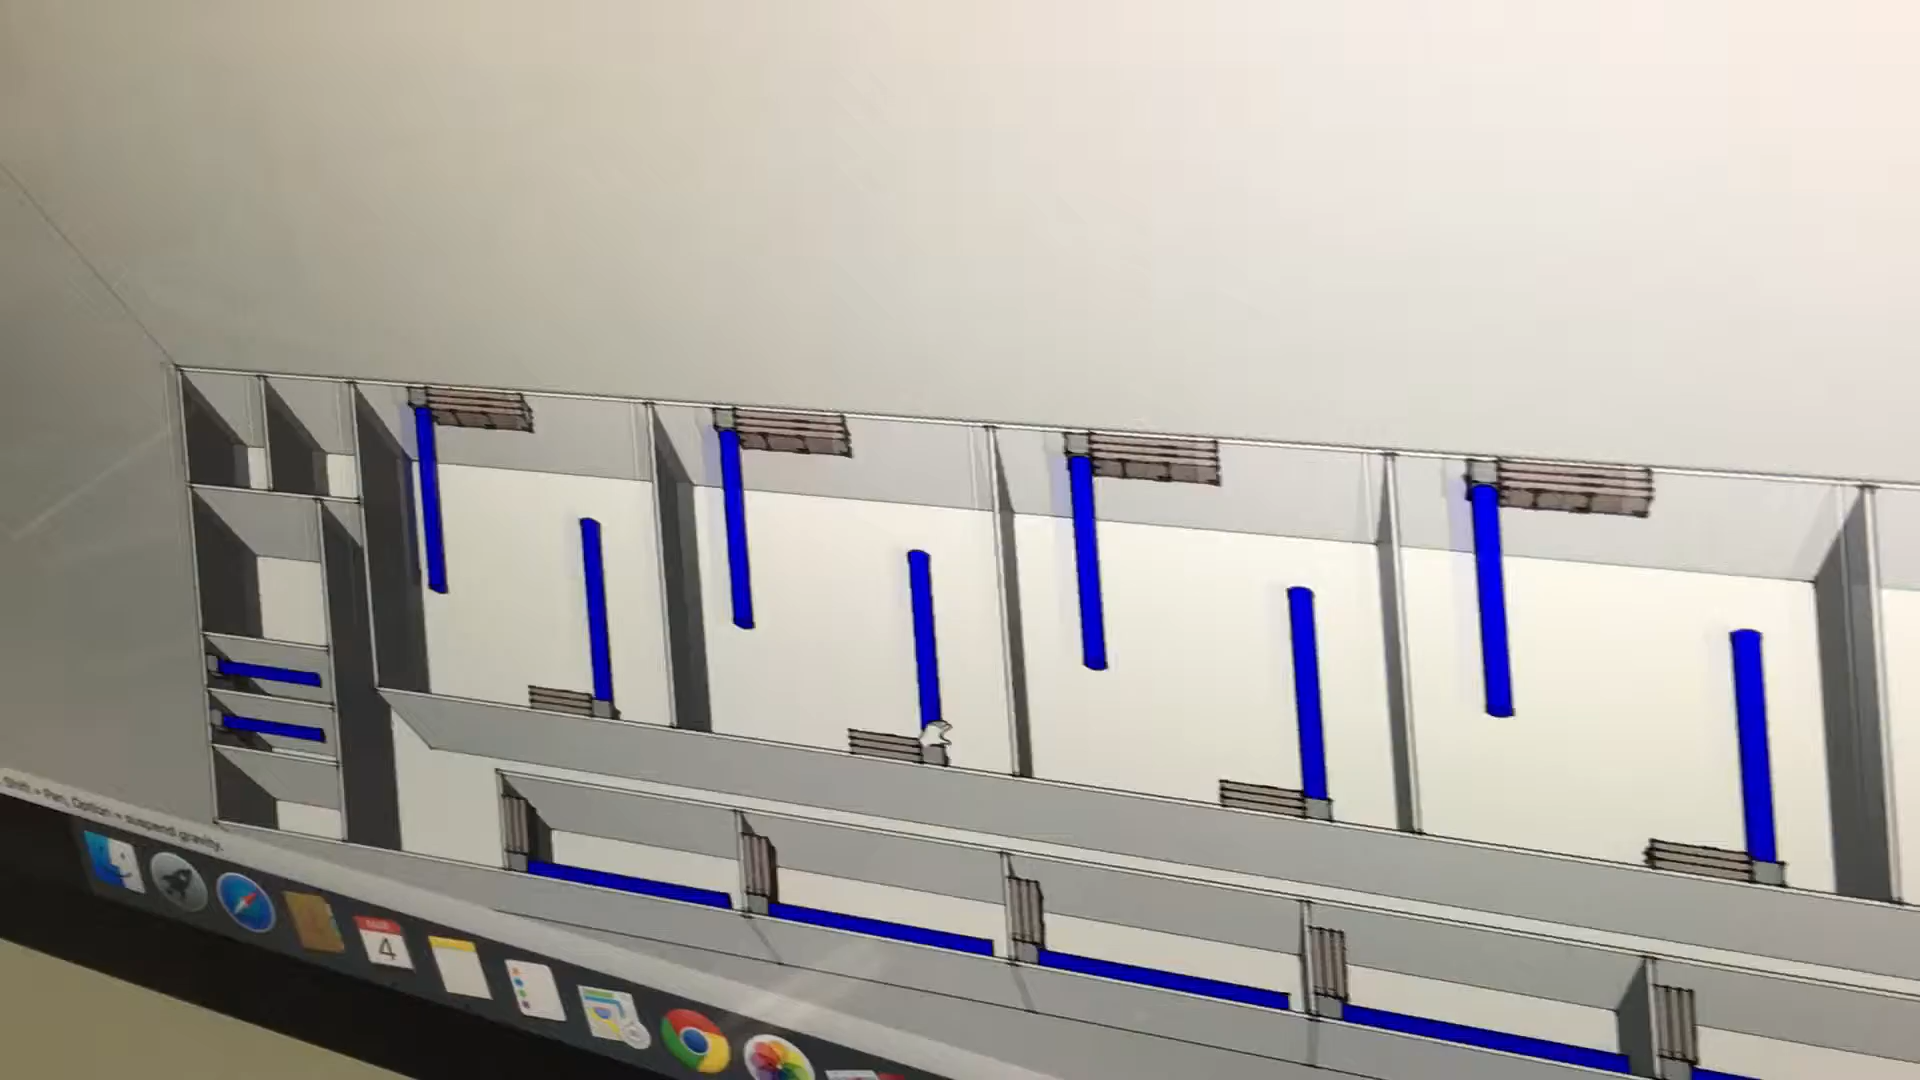 Shift = Pan, Option = suspend gravity.
4